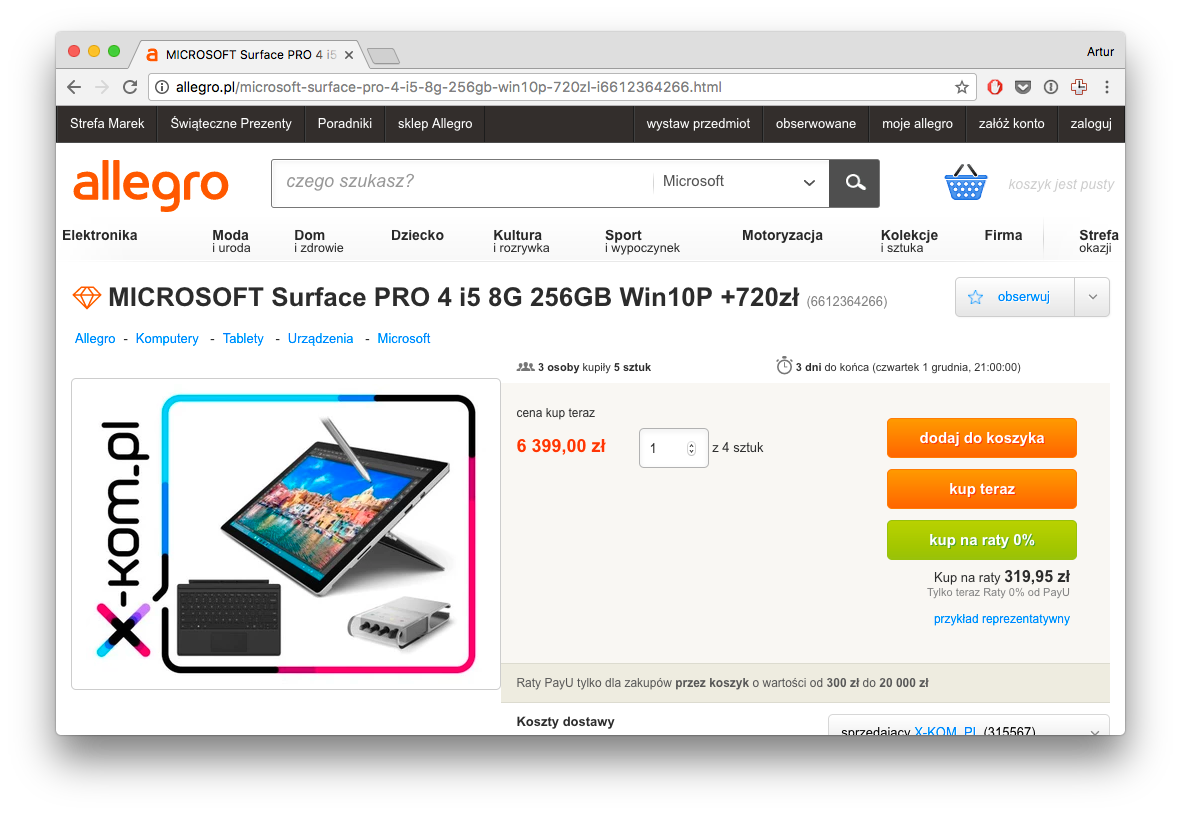 MICROSOFT Surface PRO 4 i5
Artur
allegro.pl/microsoft-surface-pro-4-i5-8g-256gb-win10p-720zl-i6612364266.html
Strefa Marek Świąteczne Prezenty Poradniki sklep Allegro wystaw przedmiot obserwowane moje allegro załóż konto zaloguj
allegro czego szukasz? Microsoft koszyk jest pusty
Elektronika Moda Dom Dziecko Kultura Sport Motoryzacja Kolekcje Firma Strefa
i uroda i zdrowie i rozrywka i wypoczynek i sztuka okazji
MICROSOFT Surface PRO 4 i5 8G 256GB Win10P +720zł (6612364266) obserwuj
Allegro - Komputery - Tablety - Urządzenia - Microsoft
3 osoby kupiły 5 sztuk 3 dni do końca (czwartek 1 grudnia, 21:00:00)
x-kom.pl
cena kup teraz
6 399,00 zł 1 z 4 sztuk
dodaj do koszyka
kup teraz
kup na raty 0%
Kup na raty 319,95 zł
Tylko teraz Raty 0% od PayU
przykład reprezentatywny
Raty PayU tylko dla zakupów przez koszyk o wartości od 300 zł do 20 000 zł
Koszty dostawy
sprzedający X-KOM_PL (315567)